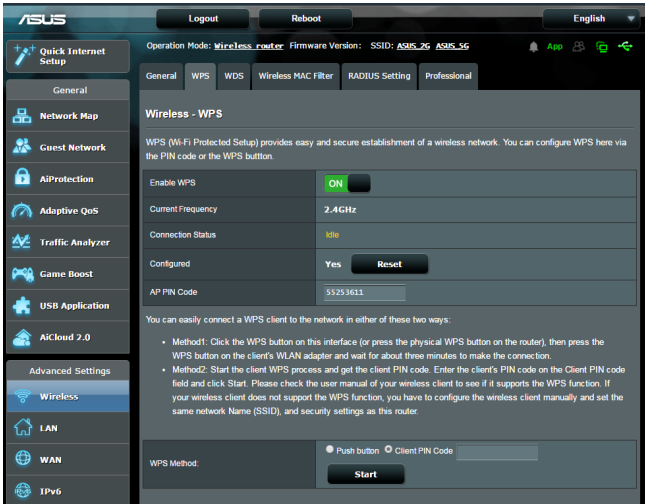 ASUS
Logout
Reboot
English
Quick Internet
Setup
Operation Mode: Wireless router Firmware Version: SSID: ASUS_2G ASUS_5G
App
General
WPS
WDS
Wireless MAC Filter
RADIUS Setting
Professional
General
Network Map
Guest Network
AiProtection
Adaptive QoS
Traffic Analyzer
Game Boost
USB Application
AiCloud 2.0
Advanced Settings
Wireless
LAN
WAN
IPv6
Wireless - WPS
WPS (Wi-Fi Protected Setup) provides easy and secure establishment of a wireless network. You can configure WPS here via
the PIN code or the WPS buttton.
Enable WPS
ON
Current Frequency
2.4GHz
Connection Status
Idle
Configured
Yes
Reset
AP PIN Code
55253611
You can easily connect a WPS client to the network in either of these two ways:
• Method1: Click the WPS button on this interface (or press the physical WPS button on the router), then press the
WPS button on the client's WLAN adapter and wait for about three minutes to make the connection.
• Method2: Start the client WPS process and get the client PIN code. Enter the client's PIN code on the Client PIN code
field and click Start. Please check the user manual of your wireless client to see if it supports the WPS function. If
your wireless client does not support the WPS function, you have to configure the wireless client manually and set the
same network Name (SSID), and security settings as this router.
WPS Method:
Push button
Client PIN Code
Start